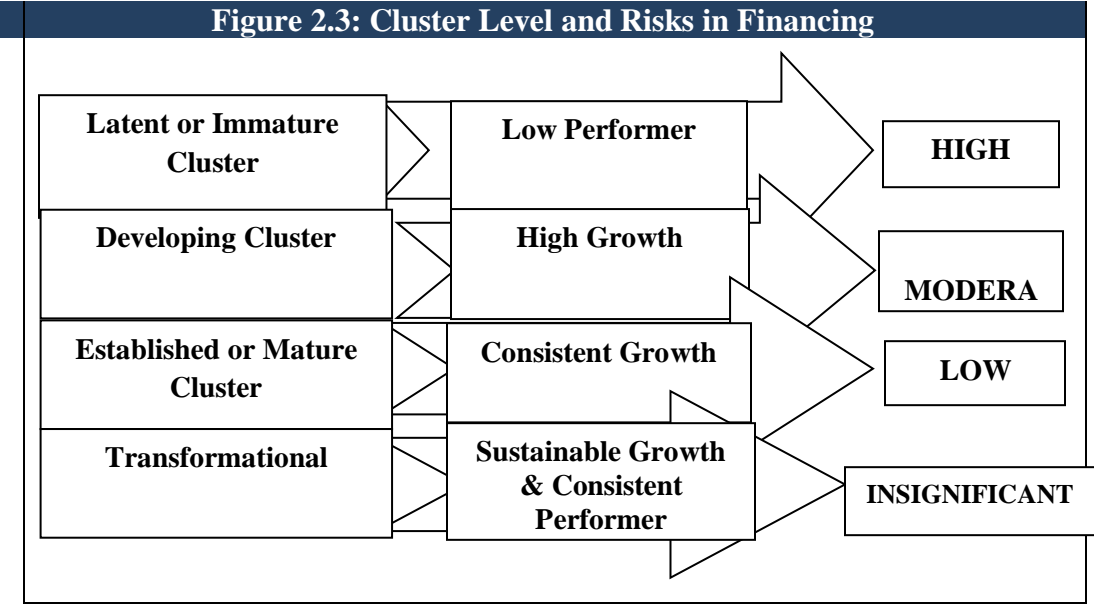 Figure 2.3: Cluster Level and Risks in Financing
Latent or Immature
Cluster
Low Performer
HIGH
Developing Cluster
High Growth
MODERA
Established or Mature
Cluster
Consistent Growth
LOW
Transformational
Sustainable Growth
& Consistent
Performer
INSIGNIFICANT